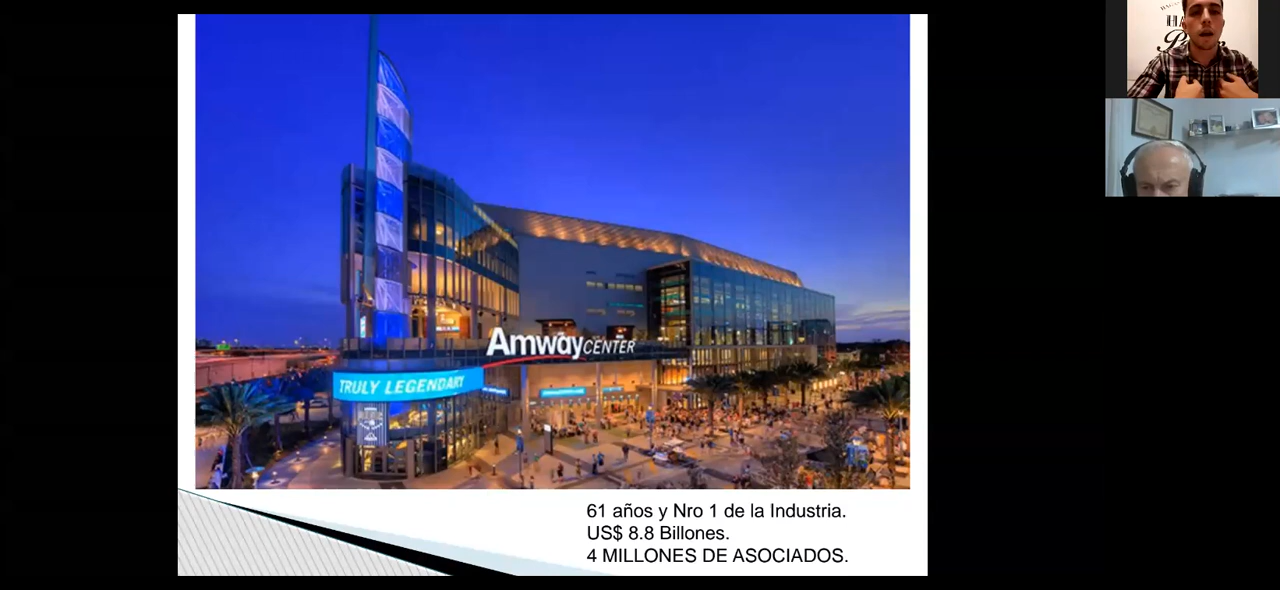 Amway CENTER
TRULY LEGENDARY
61 años y Nro 1 de la Industria.
US$ 8.8 Billones.
4 MILLONES DE ASOCIADOS.